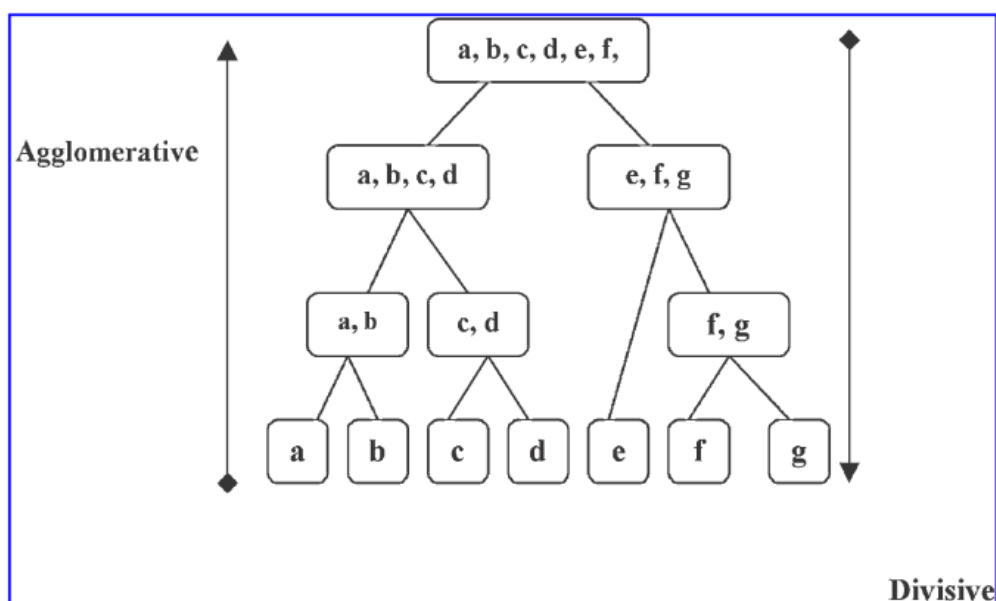 a, b, c, d, e, f,
Agglomerative
a, b, c, d
e, f, g
a, b
c, d
f, g
a
b
c
d
e
f
g
Divisive